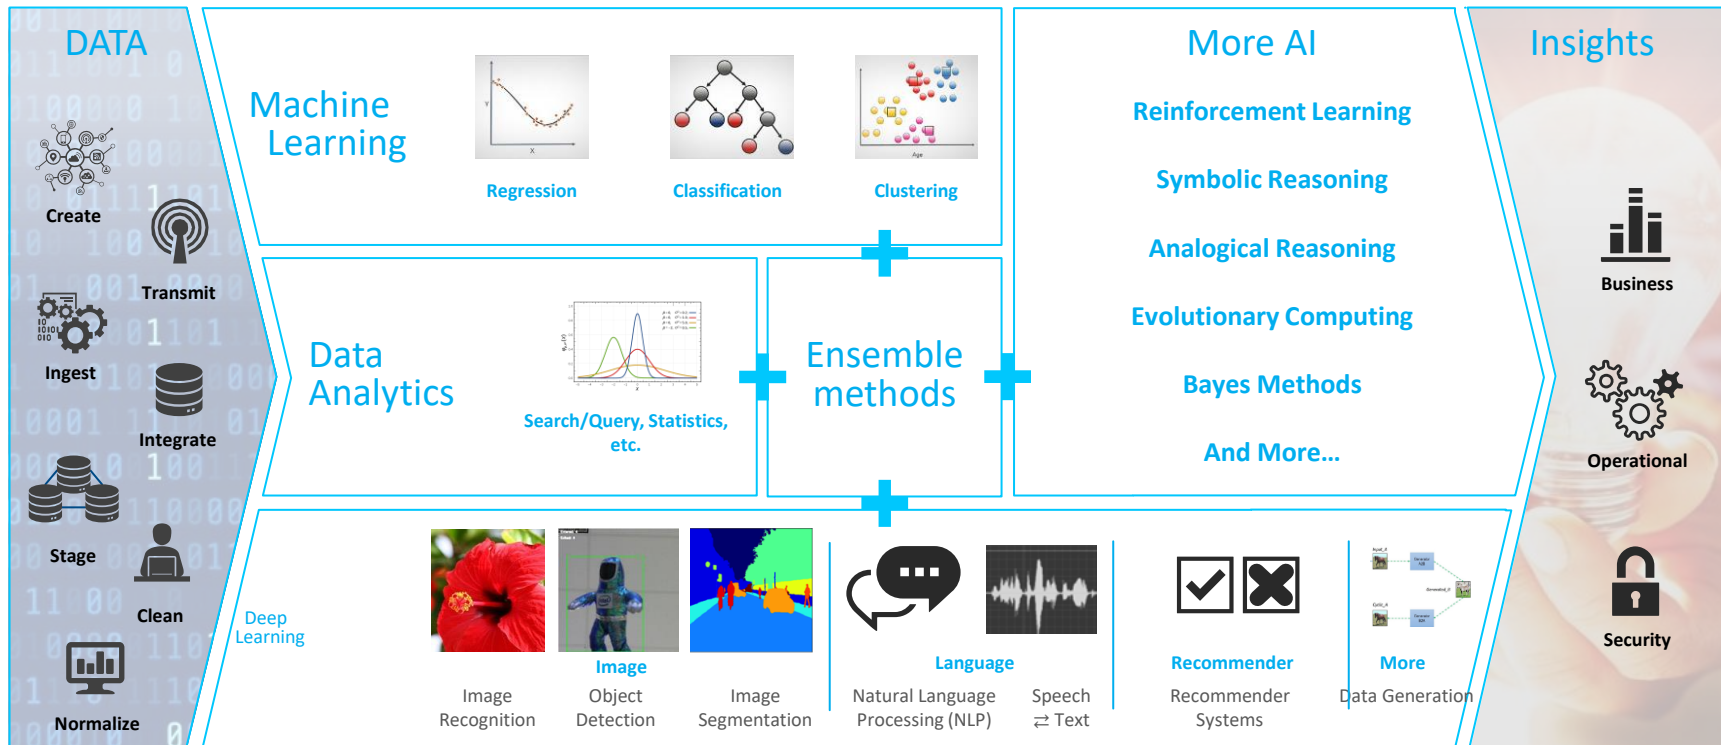 DATA
Create
Transmit
Ingest
Integrate
Stage
Clean
Normalize
Machine
Learning
Y
X
Regression
Classification
Age
Clustering
Data
Analytics
Search/Query, Statistics,
etc.
Ensemble
methods
More AI
Reinforcement Learning
Symbolic Reasoning
Analogical Reasoning
Evolutionary Computing
Bayes Methods
And More...
Deep
Learning
Image
Image
Recognition
Object
Detection
Image
Segmentation
Language
Natural Language
Processing (NLP)
Speech
⇄ Text
Recommender
Recommender
Systems
More
Data Generation
Insights
Business
Operational
Security